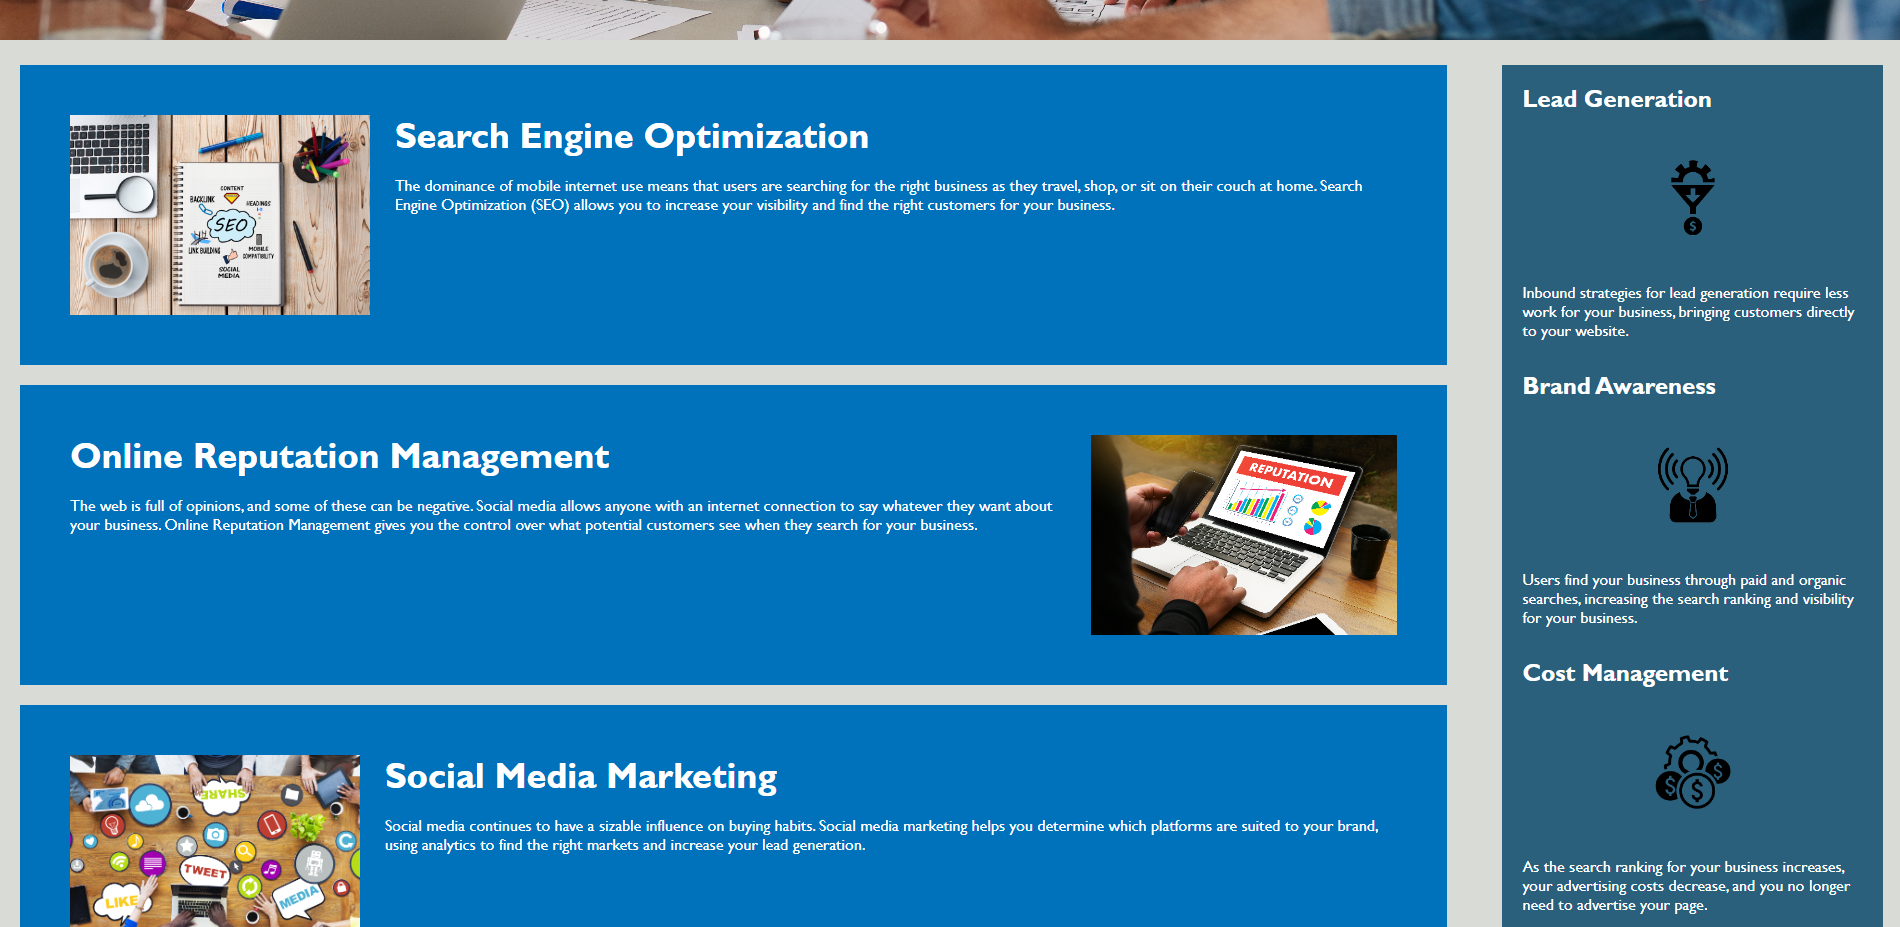 Search Engine Optimization
The dominance of mobile internet use means that users are searching for the right business as they travel, shop, or sit on their couch at home. Search
Engine Optimization (SEO) allows you to increase your visibility and find the right customers for your business.
CONTENT
BACKLINK
HEADINGS
SEO
LINK BUILDING
MOBILE
COMPATIBILITY
SOCIAL
MEDIA
Online Reputation Management
The web is full of opinions, and some of these can be negative. Social media allows anyone with an internet connection to say whatever they want about
your business. Online Reputation Management gives you the control over what potential customers see when they search for your business.
REPUTATION
Social Media Marketing
Social media continues to have a sizable influence on buying habits. Social media marketing helps you determine which platforms are suited to your brand,
using analytics to find the right markets and increase your lead generation.
SHARE
TWEET
LIKE
MEDIA
Lead Generation
$
Inbound strategies for lead generation require less
work for your business, bringing customers directly
to your website.
Brand Awareness
Users find your business through paid and organic
searches, increasing the search ranking and visibility
for your business.
Cost Management
$ $ $
As the search ranking for your business increases,
your advertising costs decrease, and you no longer
need to advertise your page.